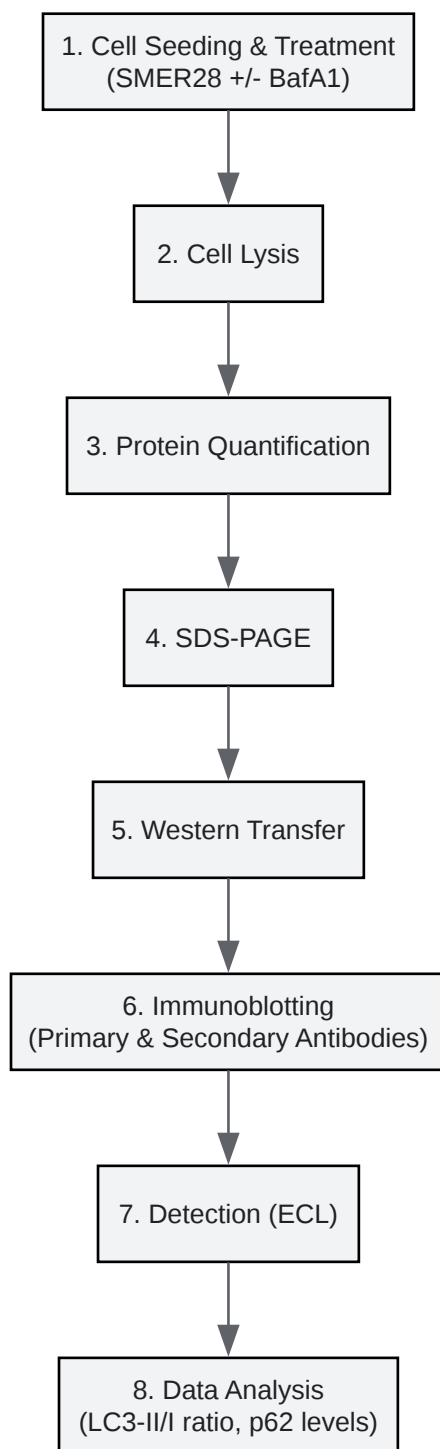 1. Cell Seeding & Treatment
(SMER28 +/- BafA1)
2. Cell Lysis
3. Protein Quantification
4. SDS-PAGE
5. Western Transfer
6. Immunoblotting
(Primary & Secondary Antibodies)
7. Detection (ECL)
8. Data Analysis
(LC3-II/I ratio, p62 levels)